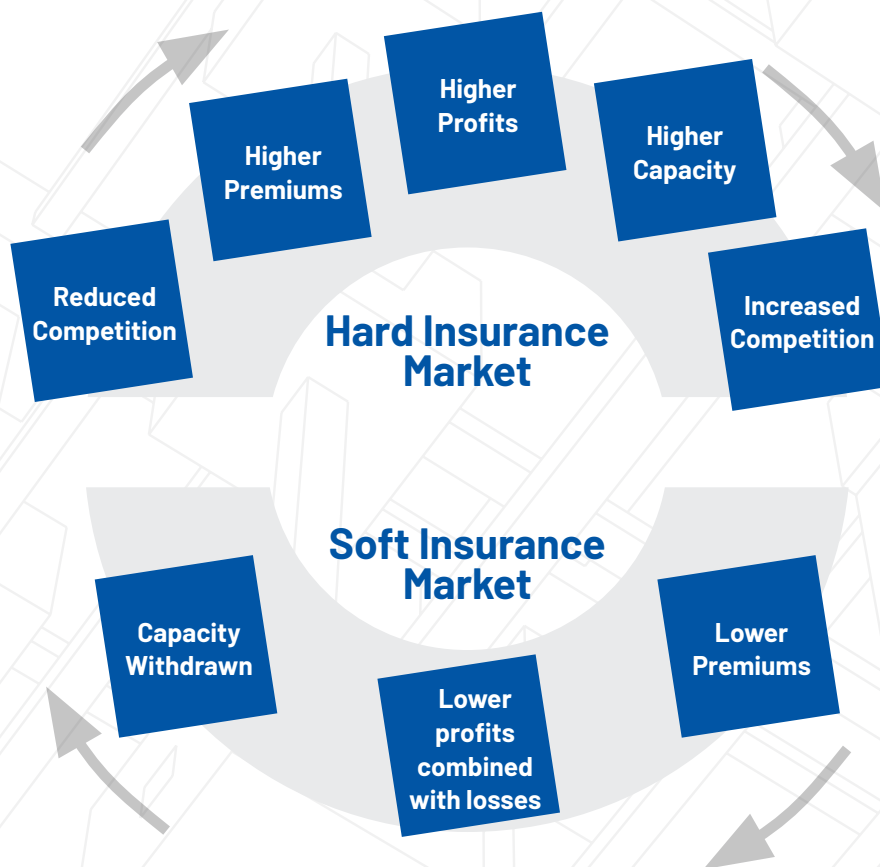 Higher
Profits
Higher
Premiums
Higher
Capacity
Reduced
Competition
Increased
Competition
Hard Insurance
Market
Soft Insurance
Market
Capacity
Withdrawn
Lower
Premiums
Lower
profits
combined
with losses